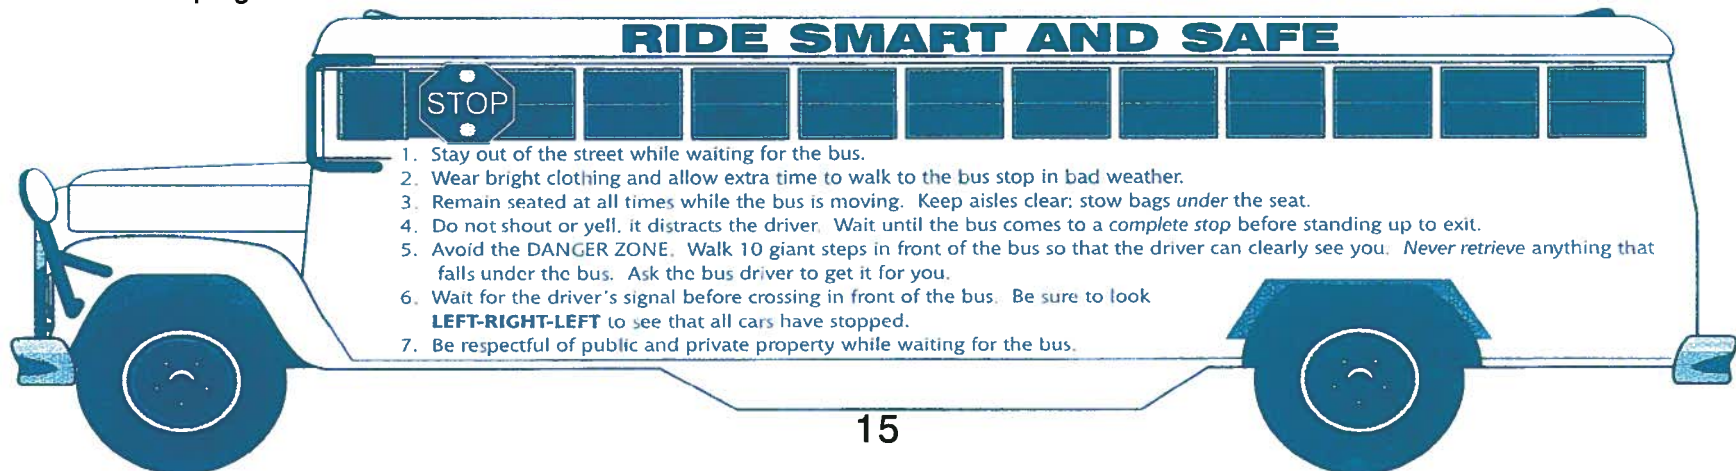 RIDE SMART AND SAFE
STOP
1. Stay out of the street while waiting for the bus.
2. Wear bright clothing and allow extra time to walk to the bus stop in bad weather.
3. Remain seated at all times while the bus is moving. Keep aisles clear; stow bags under the seat.
4. Do not shout or yell, it distracts the driver. Wait until the bus comes to a complete stop before standing up to exit.
5. Avoid the DANGER ZONE. Walk 10 giant steps in front of the bus so that the driver can clearly see you. Never retrieve anything that
falls under the bus. Ask the bus driver to get it for you.
6. Wait for the driver's signal before crossing in front of the bus. Be sure to look
LEFT-RIGHT-LEFT to see that all cars have stopped.
7. Be respectful of public and private property while waiting for the bus.
15